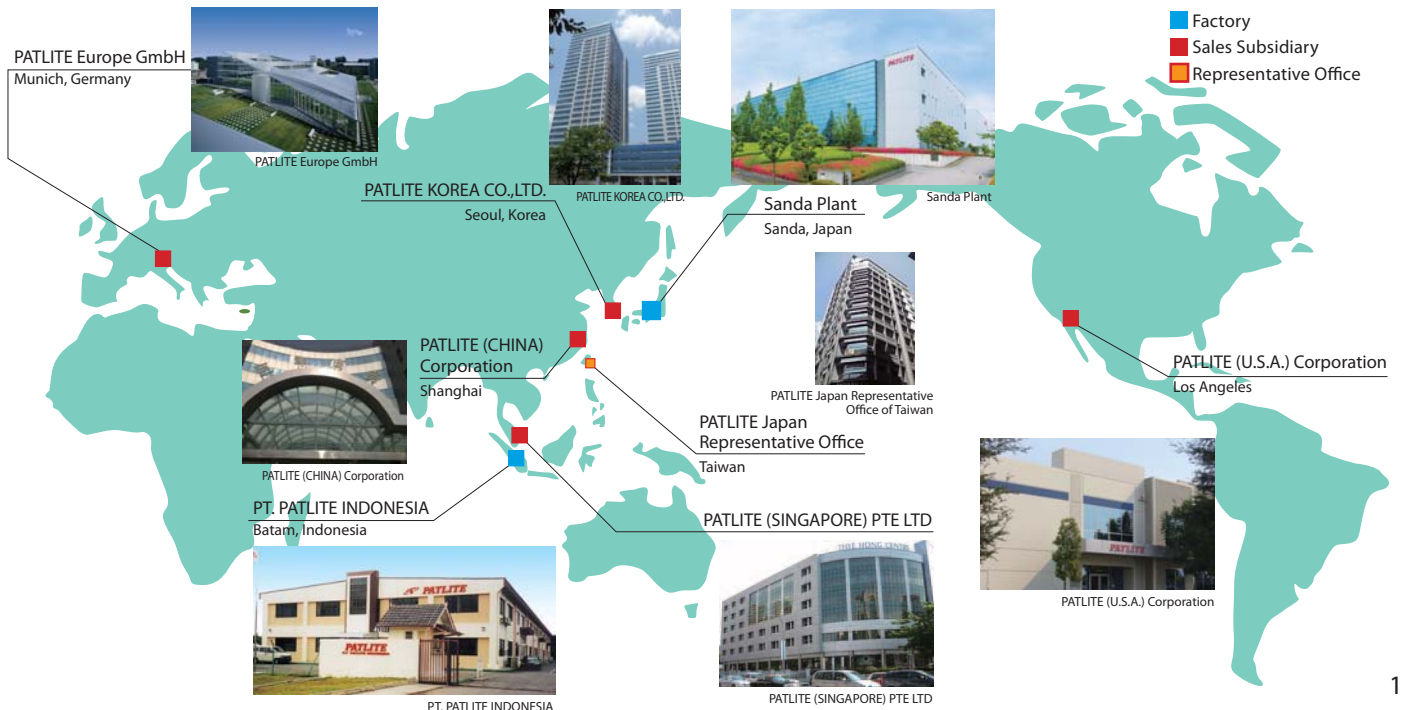 Factory
Sales Subsidiary
Representative Office
PATLITE Europe GmbH
Munich, Germany
PATLITE Europe GmbH
PATLITE KOREA CO.,LTD.
Seoul, Korea
PATLITE KOREA CO.,LTD.
PATLITE
Sanda Plant
Sanda Plant
Sanda, Japan
PATLITE (CHINA)
Corporation
Shanghai
PATLITE (CHINA) Corporation
PATLITE Japan Representative
Office of Taiwan
PATLITE Japan
Representative Office
Taiwan
PATLITE (U.S.A.) Corporation
Los Angeles
PATLITE
PATLITE (U.S.A.) Corporation
PT. PATLITE INDONESIA
Batam, Indonesia
PATLITE
PATLITE
PT. PATLITE INDONESIA
PATLITE (SINGAPORE) PTE LTD
PATLITE (SINGAPORE) PTE LTD
1